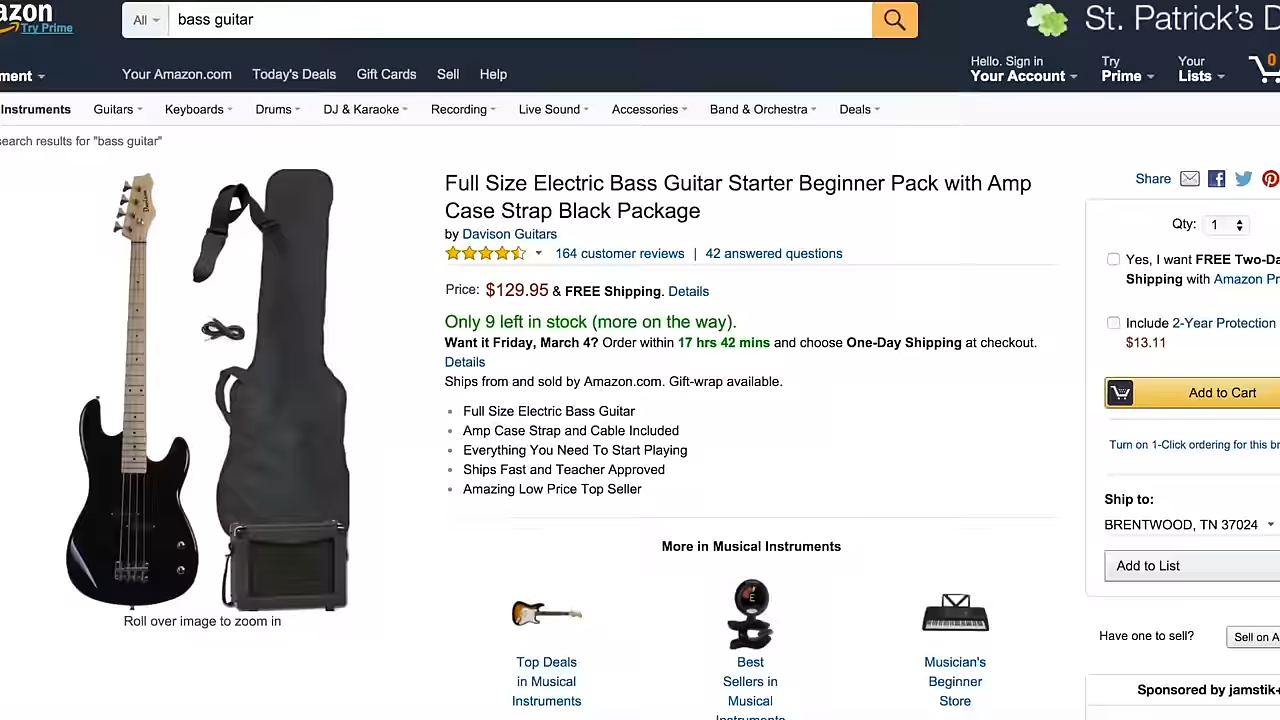 azon
Try Prime
All
bass guitar
St. Patrick's D
ment
Your Amazon.com
Today's Deals
Gift Cards
Sell
Help
Hello. Sign in
Your Account
Try
Prime
Your
Lists
0
Instruments
Guitars
Keyboards
Drums
DJ & Karaoke
Recording
Live Sound
Accessories
Band & Orchestra
Deals
search results for "bass guitar"
Full Size Electric Bass Guitar Starter Beginner Pack with Amp
Case Strap Black Package
by Davison Guitars
164 customer reviews | 42 answered questions
Price: $129.95 & FREE Shipping. Details
Only 9 left in stock (more on the way).
Want it Friday, March 4? Order within 17 hrs 42 mins and choose One-Day Shipping at checkout.
Details
Ships from and sold by Amazon.com. Gift-wrap available.
Full Size Electric Bass Guitar
Amp Case Strap and Cable Included
Everything You Need To Start Playing
Ships Fast and Teacher Approved
Amazing Low Price Top Seller
Roll over image to zoom in
More in Musical Instruments
Top Deals
in Musical
Instruments
Best
Sellers in
Musical
Instruments
Musician's
Beginner
Store
Share
Qty: 1
Yes, I want FREE Two-Da
Shipping with Amazon Pr
Include 2-Year Protection
$13.11
Add to Cart
Turn on 1-Click ordering for this br
Ship to:
BRENTWOOD, TN 37024
Add to List
Have one to sell?
Sell on A
Sponsored by jamstik+